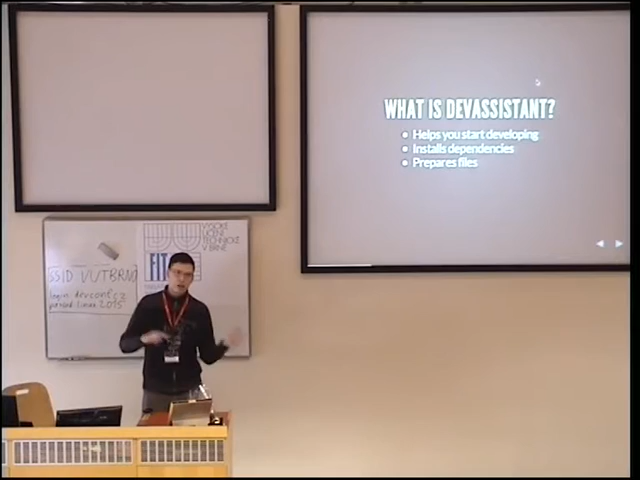 WHAT IS DEVASSISTANT?
Helps you start developing
Installs dependencies
Prepares files
VYSOKÉ
UČENÍ
TECHNICKÉ
V BRNĚ
FIT
SSID VUTBRNO
login devconf.cz
2015